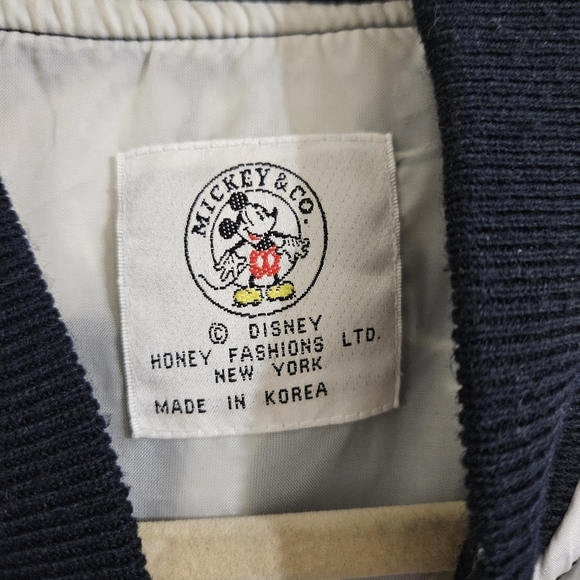 MICKEY & CO.
© DISNEY
HONEY FASHIONS LTD.
NEW YORK
MADE IN KOREA